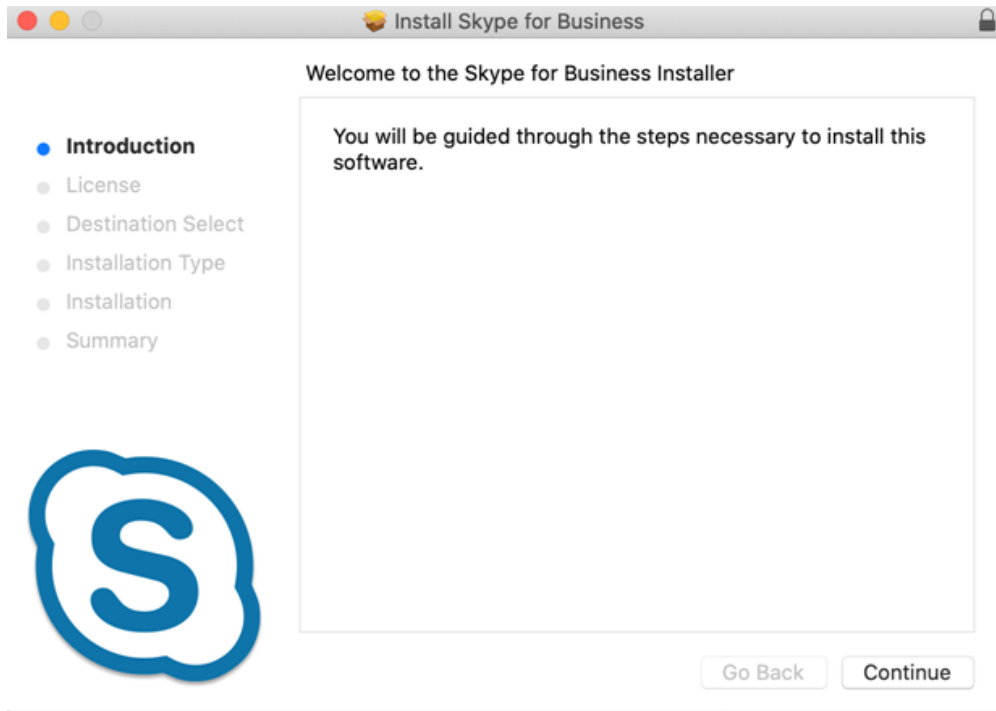 Install Skype for Business
Welcome to the Skype for Business Installer
Introduction
License
Destination Select
Installation Type
Installation
Summary
You will be guided through the steps necessary to install this
software.
S
Go Back
Continue